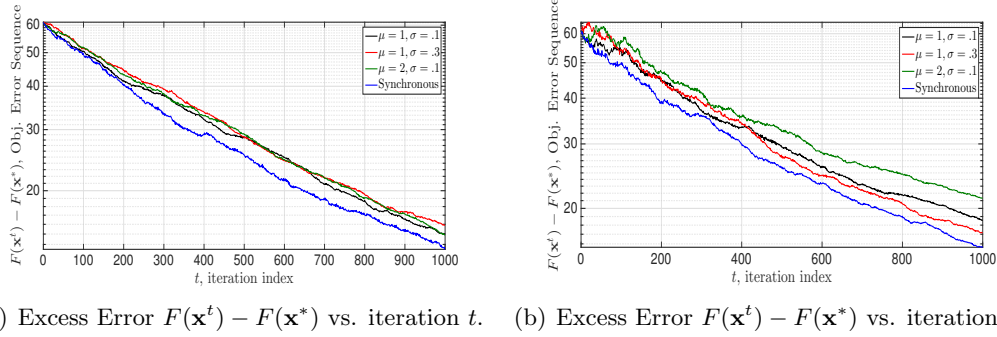 F(x^t) − F(x*), Obj. Error Sequence
60
50
40
30
20
μ = 1, σ = .1
μ = 1, σ = .3
μ = 2, σ = .1
Synchronous
0 100 200 300 400 500 600 700 800 900 1000
t, iteration index
F(x^t) − F(x*), Obj. Error Sequence
60
50
40
30
20
μ = 1, σ = .1
μ = 1, σ = .3
μ = 2, σ = .1
Synchronous
0 200 400 600 800 1000
t, iteration index
) Excess Error F(x^t) − F(x*) vs. iteration t.
(b) Excess Error F(x^t) − F(x*) vs. iteration